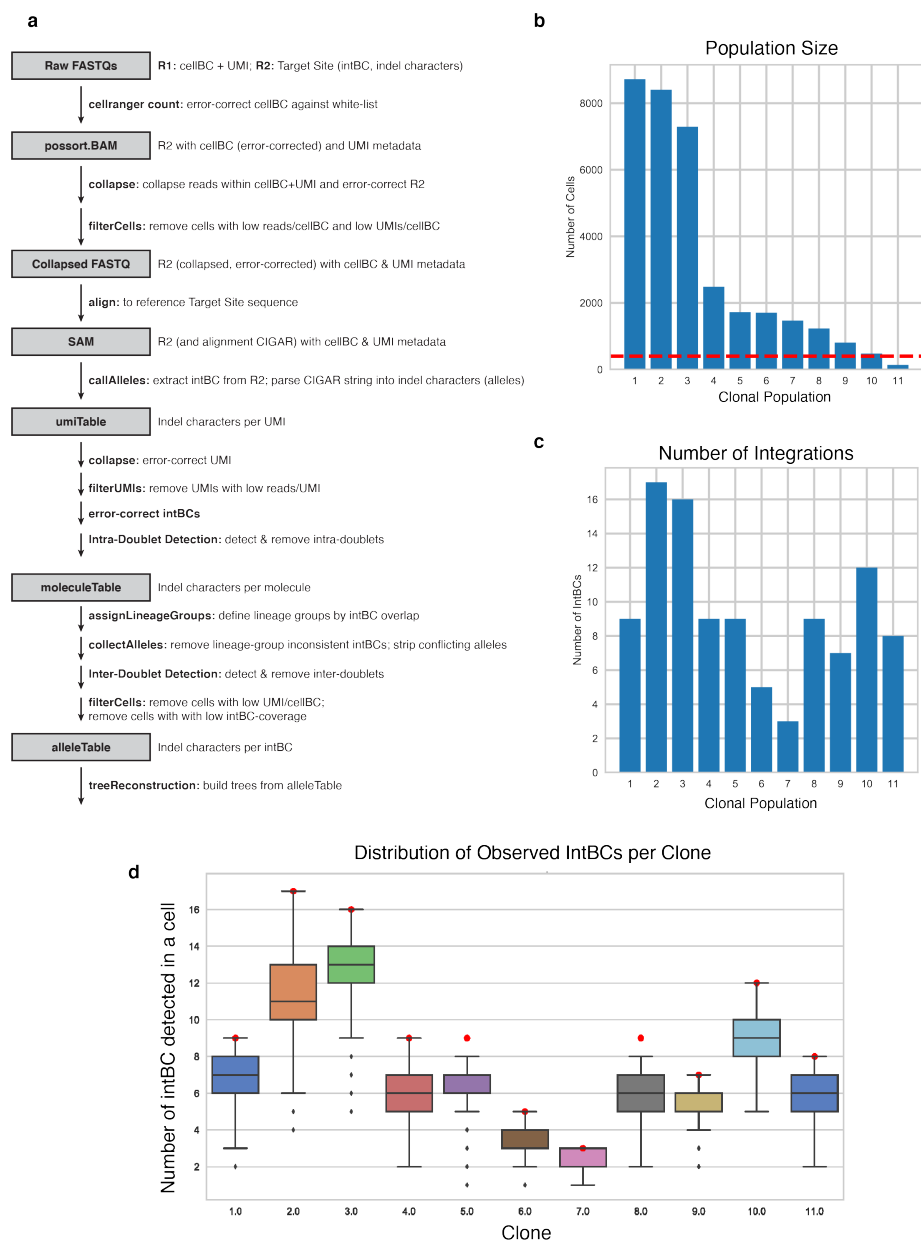 a
Raw FASTQs
R1: cellBC + UMI; R2: Target Site (intBC, indel characters)
cellranger count: error-correct cellBC against white-list
possort.BAM
R2 with cellBC (error-corrected) and UMI metadata
collapse: collapse reads within cellBC+UMI and error-correct R2
filterCells: remove cells with low reads/cellBC and low UMIs/cellBC
Collapsed FASTQ
R2 (collapsed, error-corrected) with cellBC & UMI metadata
align: to reference Target Site sequence
SAM
R2 (and alignment CIGAR) with cellBC & UMI metadata
callAlleles: extract intBC from R2; parse CIGAR string into indel characters (alleles)
umiTable
Indel characters per UMI
collapse: error-correct UMI
filterUMIs: remove UMIs with low reads/UMI
error-correct intBCs
Intra-Doublet Detection: detect & remove intra-doublets
moleculeTable
Indel characters per molecule
assignLineageGroups: define lineage groups by intBC overlap
collectAlleles: remove lineage-group inconsistent intBCs; strip conflicting alleles
Inter-Doublet Detection: detect & remove inter-doublets
filterCells: remove cells with low UMI/cellBC;
remove cells with with low intBC-coverage
alleleTable
Indel characters per intBC
treeReconstruction: build trees from alleleTable
b
Population Size
Number of Cells
8000
6000
4000
2000
0
1 2 3 4 5 6 7 8 9 10 11
Clonal Population
c
Number of Integrations
Number of IntBCs
16
14
12
10
8
6
4
2
0
1 2 3 4 5 6 7 8 9 10 11
Clonal Population
d
Distribution of Observed IntBCs per Clone
Number of intBC detected in a cell
16
14
12
10
8
6
4
2
1.0 2.0 3.0 4.0 5.0 6.0 7.0 8.0 9.0 10.0 11.0
Clone